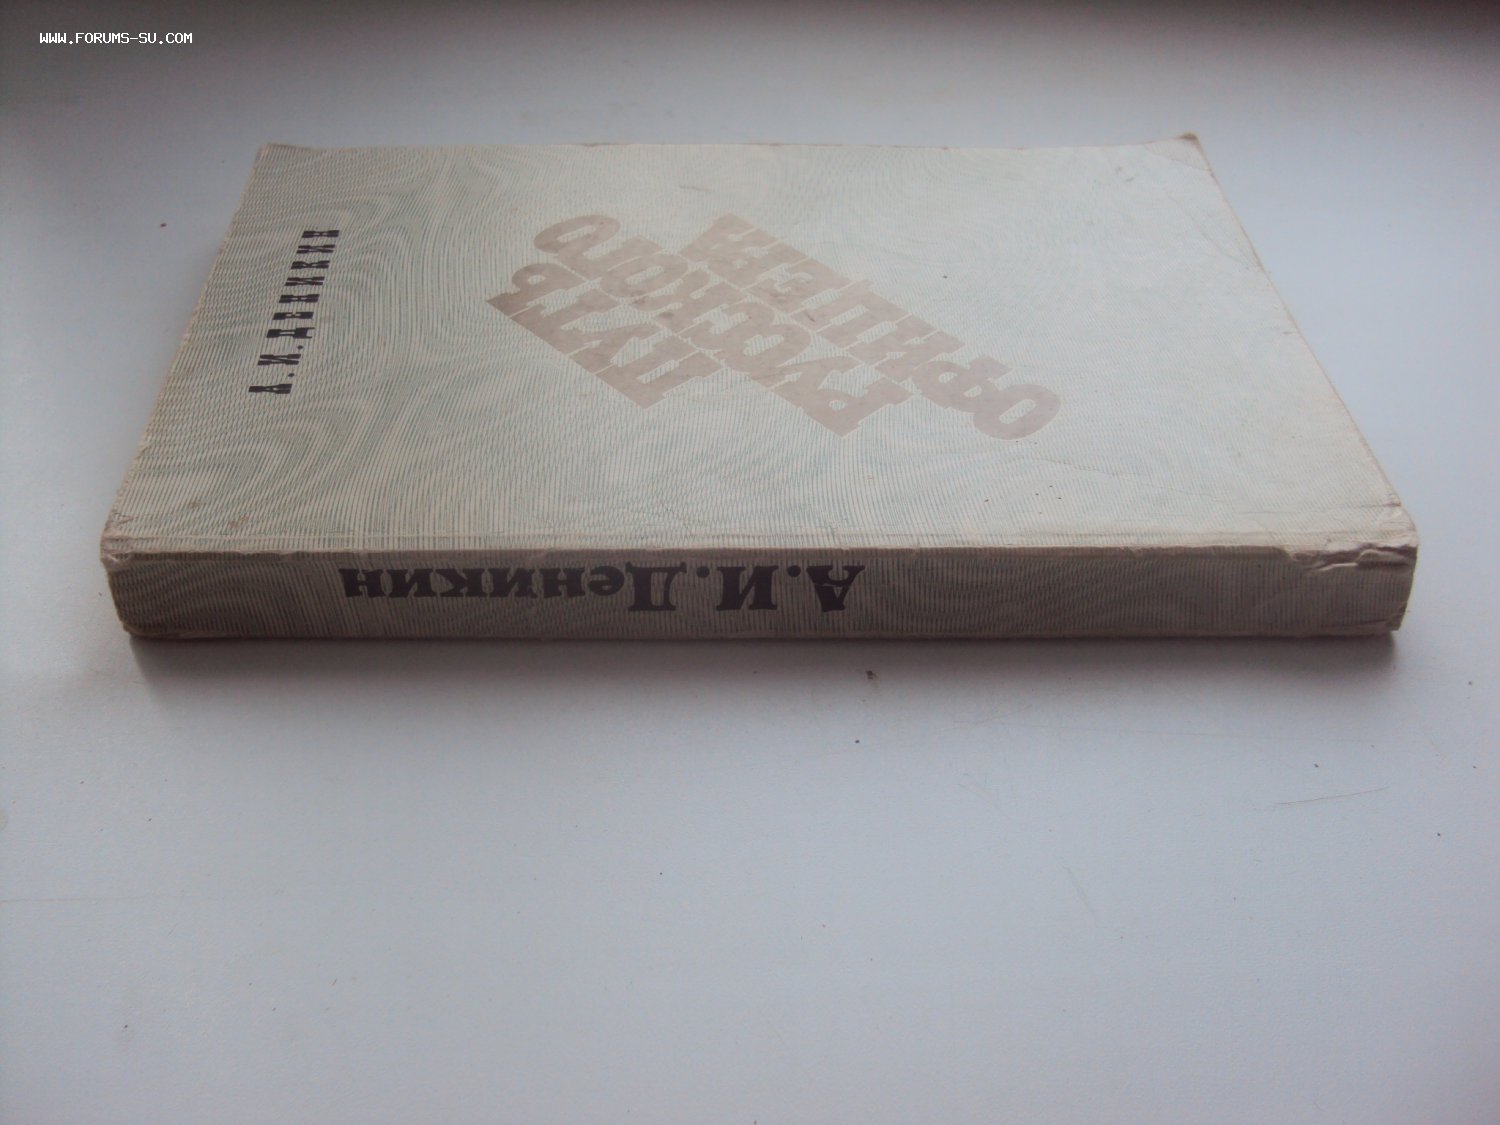 WWW.FORUMS-SU.COM
А.И.ДЕНИКИН
ПУТЬ
РУССКОГО
ОФИЦЕРА
А.И.Деникин